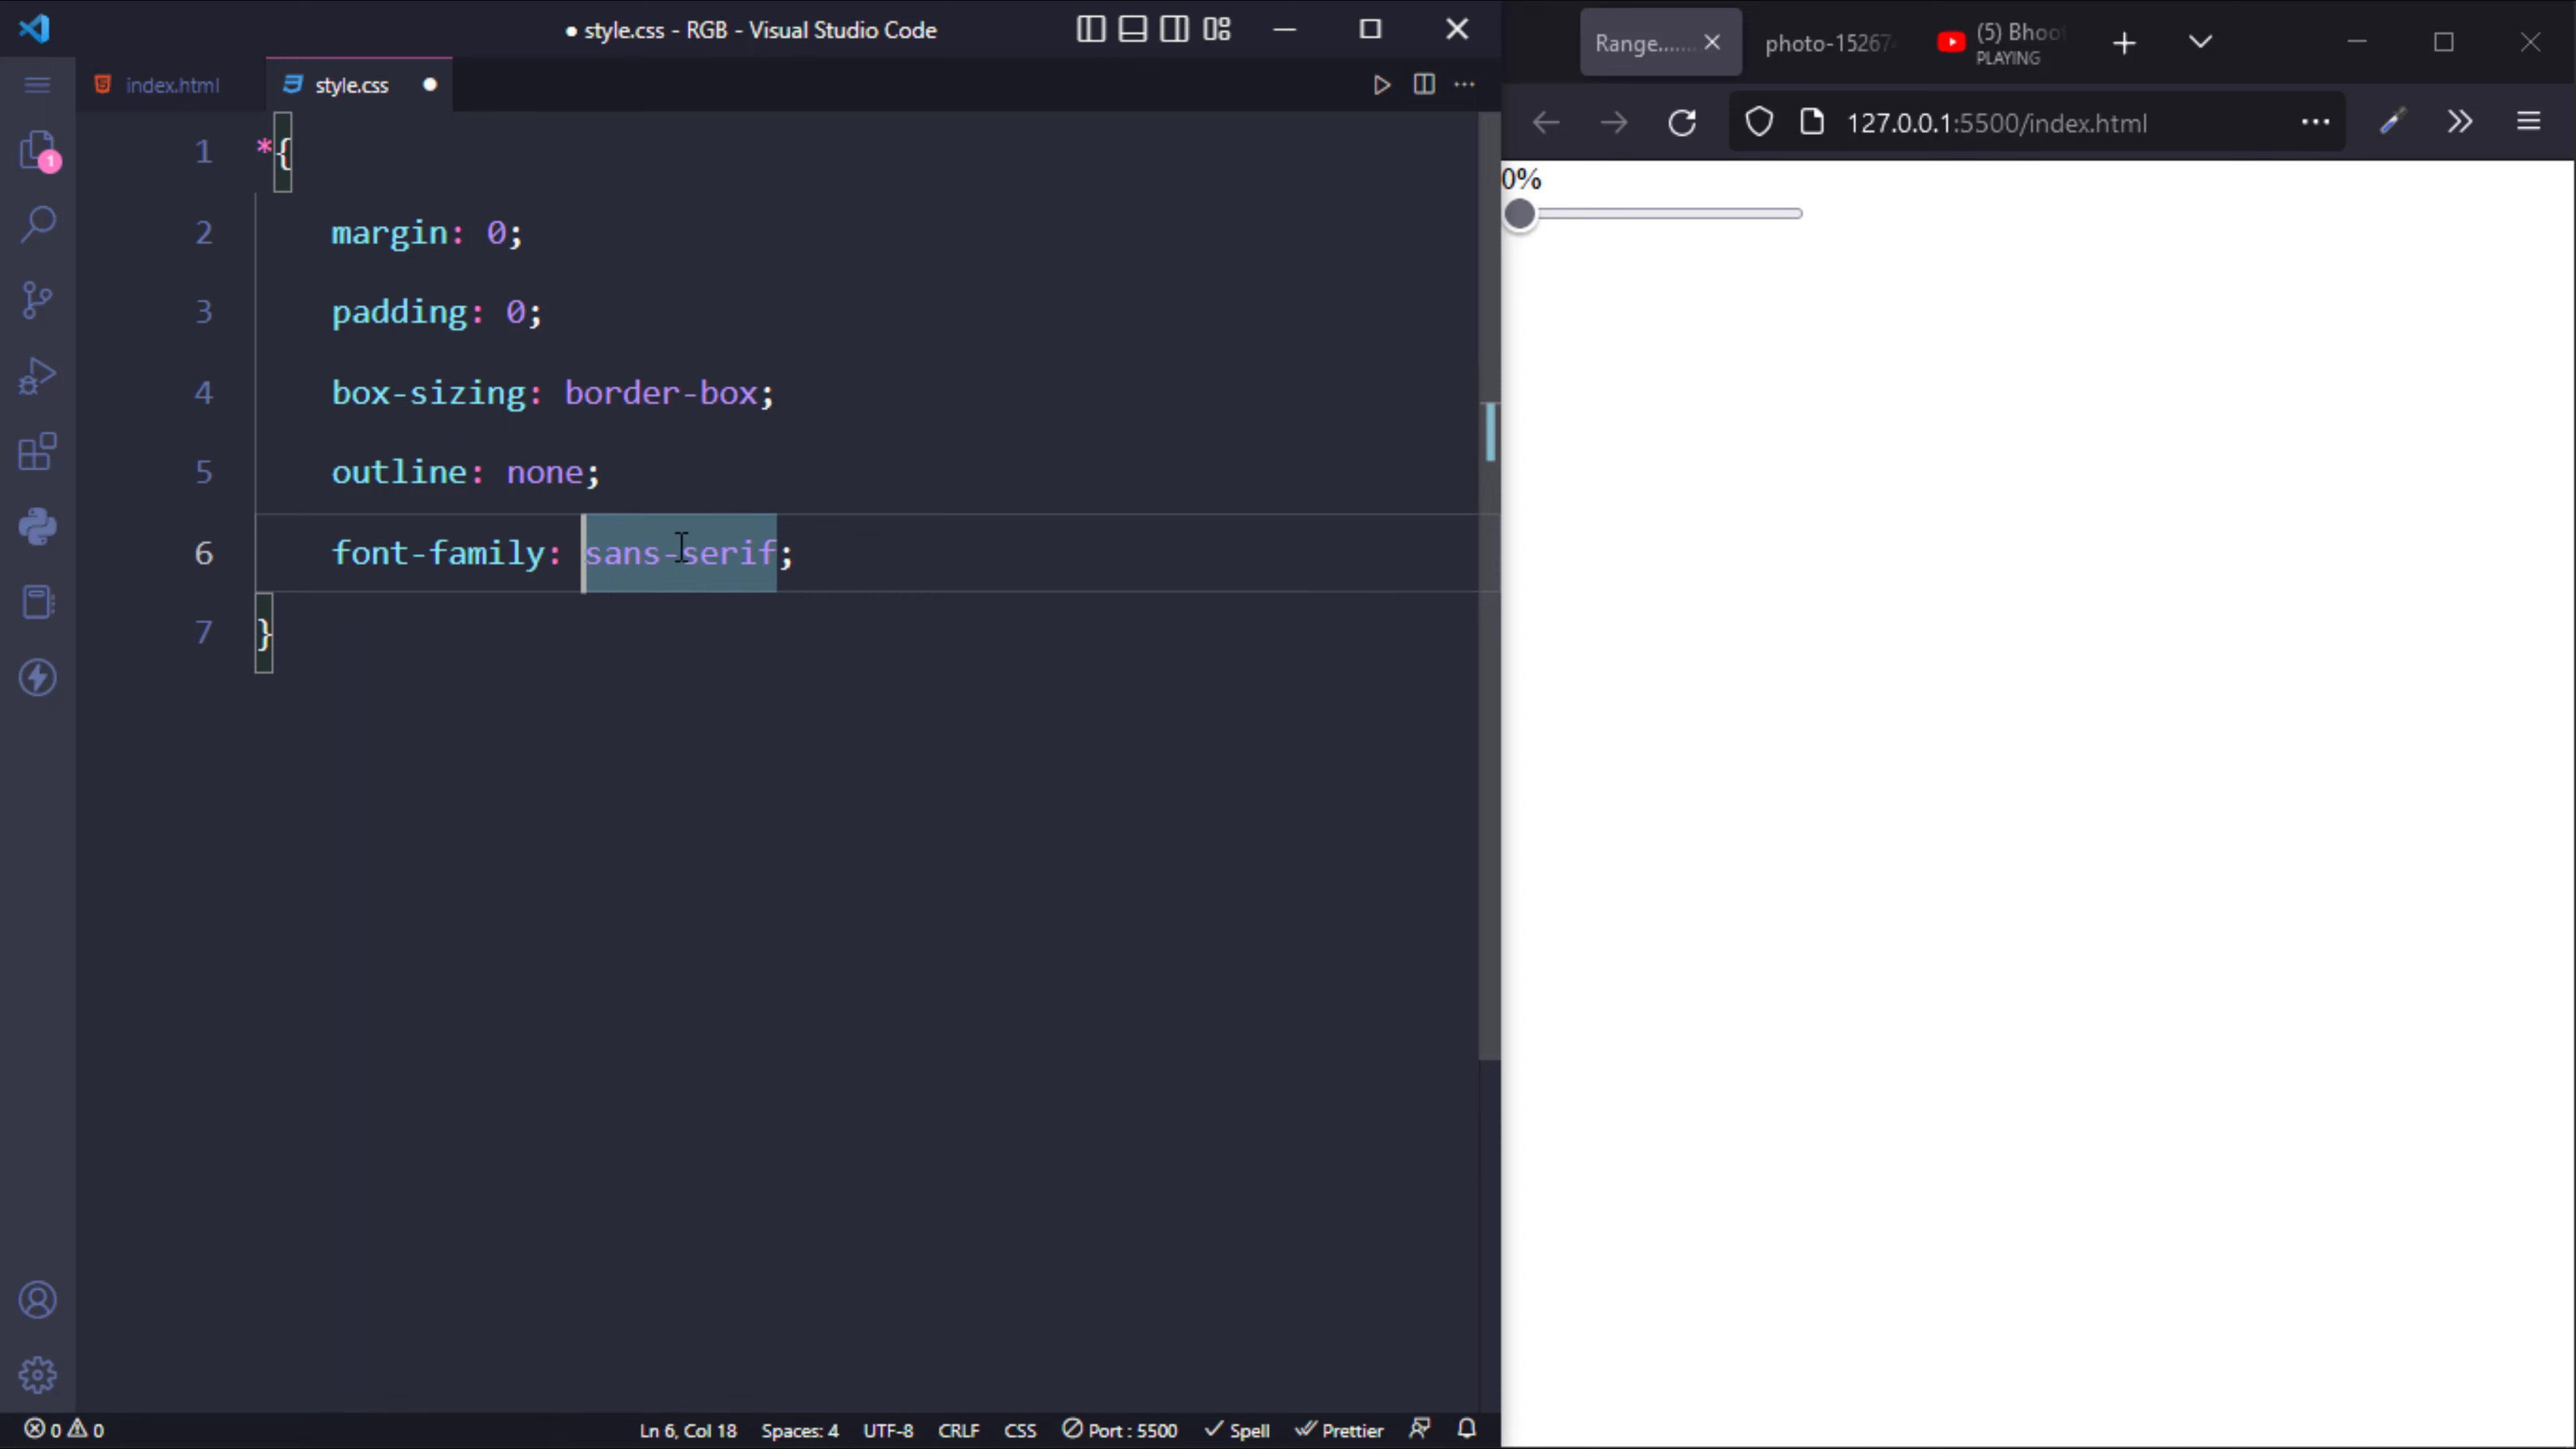 ● style.css - RGB - Visual Studio Code
index.html
style.css ●
1 *{
2 margin: 0;
3 padding: 0;
4 box-sizing: border-box;
5 outline: none;
6 font-family: sans-serif;
7 }
1
0 0
Ln 6, Col 18
Spaces: 4
UTF-8
CRLF
CSS
Port : 5500
Spell
Prettier
Range......
photo-15267
(5) Bhoo
PLAYING
127.0.0.1:5500/index.html
0%